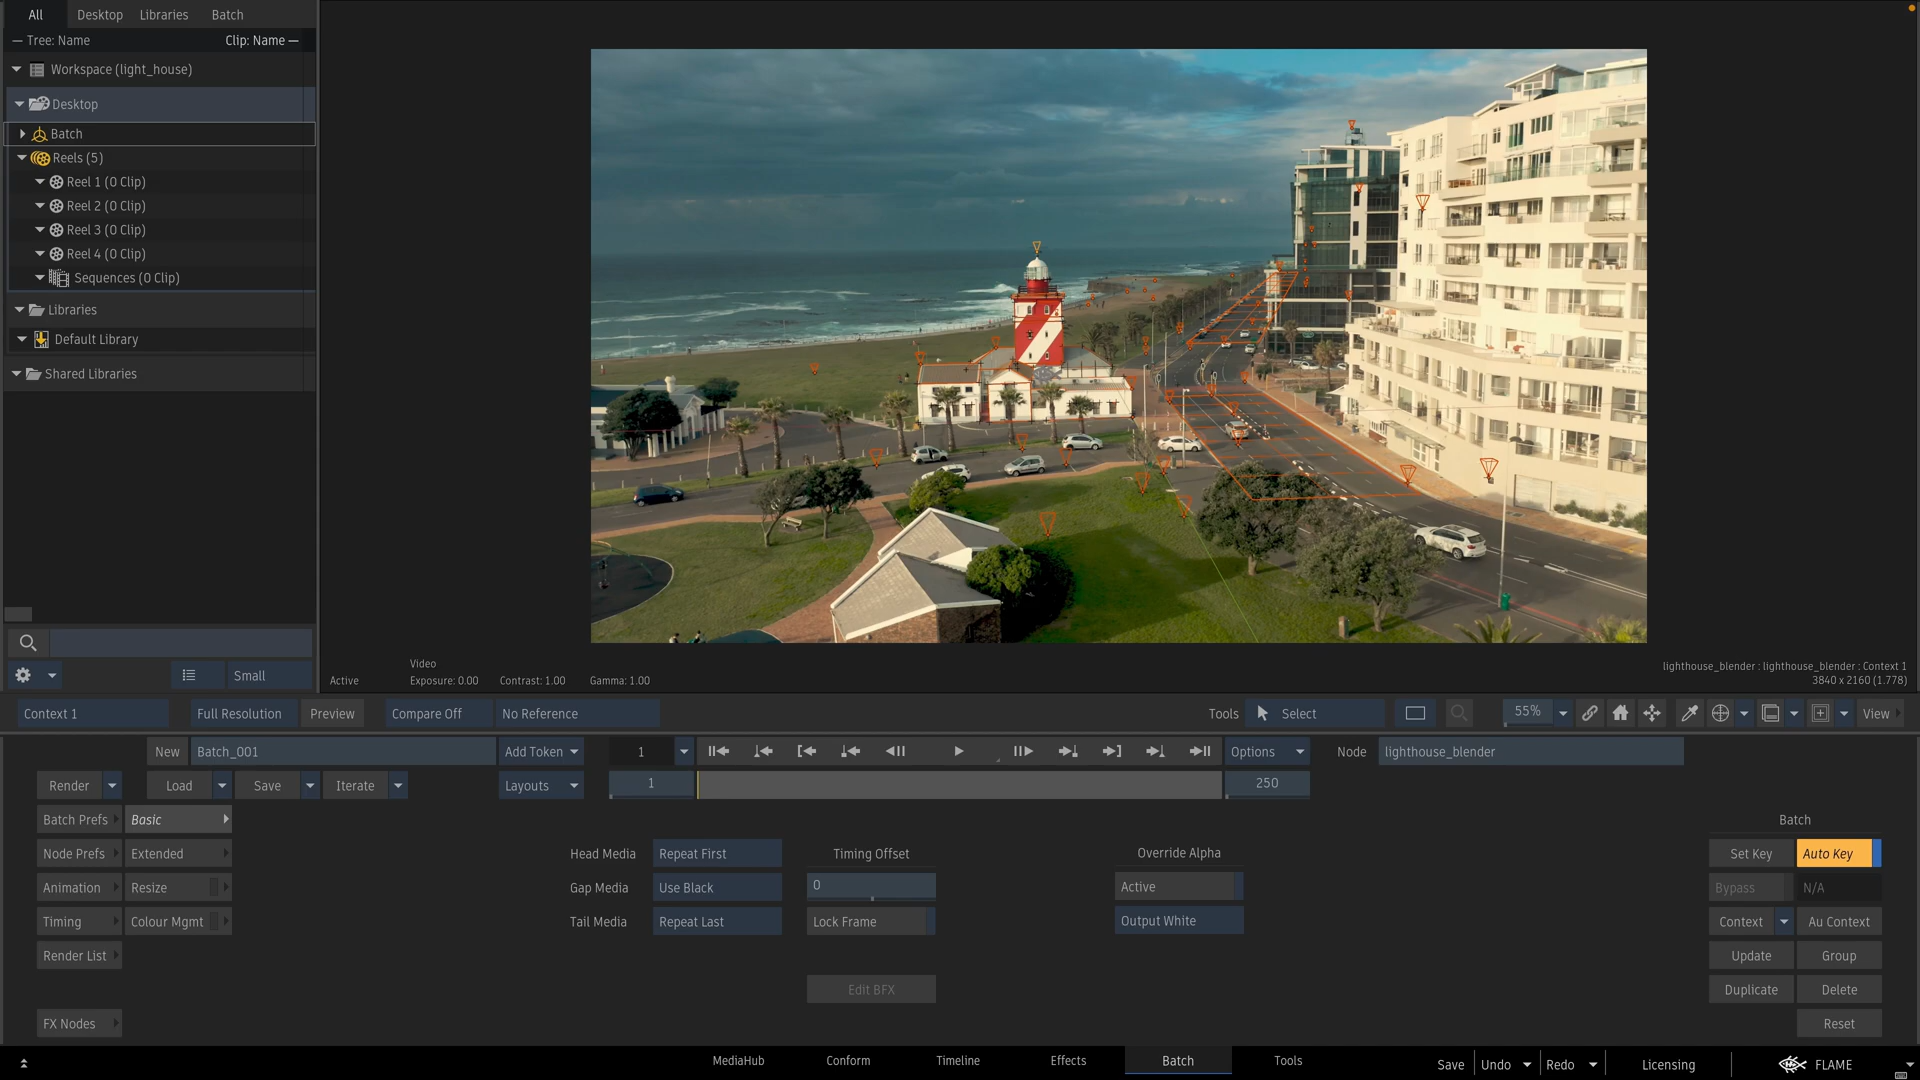 All Desktop Libraries Batch
— Tree: Name Clip: Name —
Workspace (light_house)
Desktop
Batch
Reels (5)
Reel 1 (0 Clip)
Reel 2 (0 Clip)
Reel 3 (0 Clip)
Reel 4 (0 Clip)
Sequences (0 Clip)
Libraries
Default Library
Shared Libraries
Small
Active
Video
Exposure: 0.00 Contrast: 1.00 Gamma: 1.00
lighthouse_blender : lighthouse_blender : Context 1
3840 x 2160 (1.778)
Context 1 Full Resolution Preview Compare Off No Reference Tools Select 55% View
New Batch_001 Add Token 1 Options Node lighthouse_blender
Render Load Save Iterate Layouts 1 250
Batch Prefs Basic Batch
Node Prefs Extended Head Media Repeat First Timing Offset Override Alpha Set Key Auto Key
Animation Resize Gap Media Use Black 0 Active Bypass N/A
Timing Colour Mgmt Tail Media Repeat Last Lock Frame Output White Context Au Context
Render List Update Group
Edit BFX Duplicate Delete
FX Nodes Reset
MediaHub Conform Timeline Effects Batch Tools Save Undo Redo Licensing FLAME